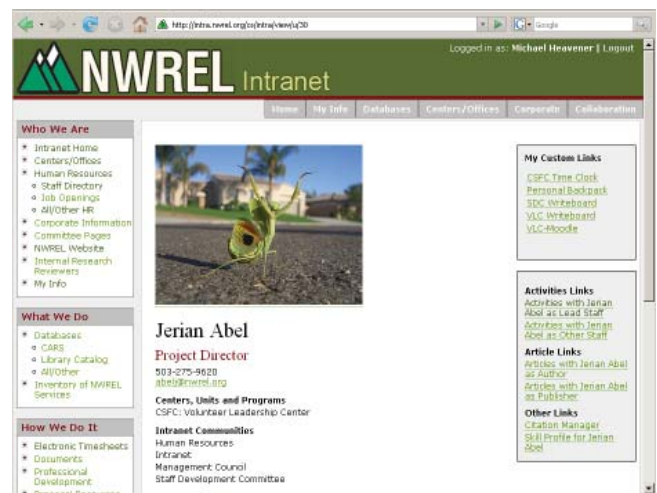 http://intra.nwrel.org/co/intra/view/u/30
Google
Logged in as: Michael Heavener | Logout
NWREL Intranet
Home My Info Databases Centers/Offices Corporate Collaboration
Who We Are
Intranet Home
Centers/Offices
Human Resources
Staff Directory
Job Openings
All/Other HR
Corporate Information
Committee Pages
NWREL Website
Internal Research
Reviewers
My Info
What We Do
Databases
CARS
Library Catalog
All/Other
Inventory of NWREL
Services
How We Do It
Electronic Timesheets
Documents
Professional
Development
Jerian Abel
Project Director
503-275-9620
abelj@nwrel.org
Centers, Units and Programs
CSFC: Volunteer Leadership Center
Intranet Communities
Human Resources
Intranet
Management Council
Staff Development Committee
My Custom Links
CSFC Time Clock
Personal Backpack
SDC Writeboard
VLC Writeboard
VLC-Moodle
Activities Links
Activities with Jerian
Abel as Lead Staff
Activities with Jerian
Abel as Other Staff
Article Links
Articles with Jerian Abel
as Author
Articles with Jerian Abel
as Publisher
Other Links
Citation Manager
Skill Profile for Jerian
Abel